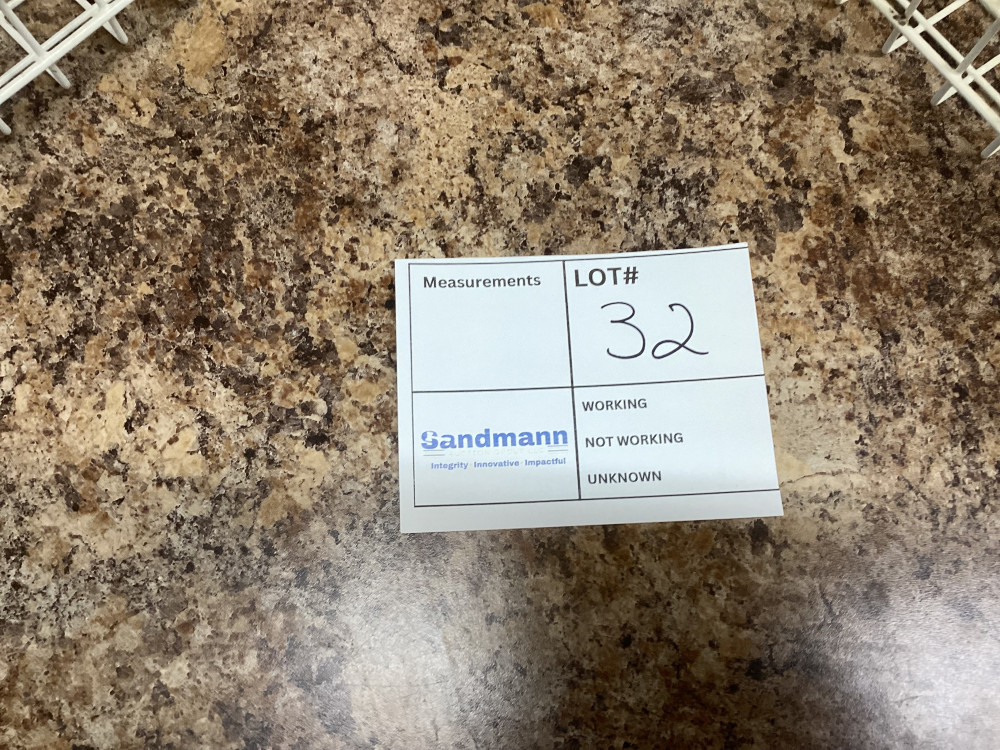 Measurements
LOT#
32
Sandmann
Integrity Innovative Impactful
WORKING
NOT WORKING
UNKNOWN